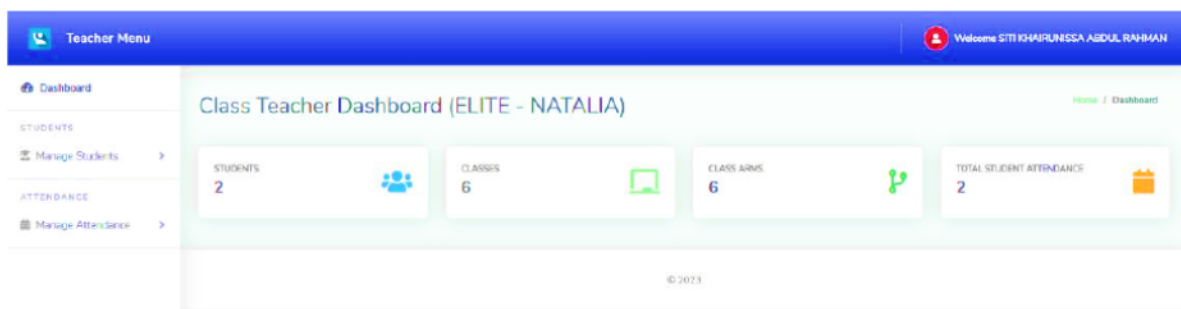 Teacher Menu
Welcome SITI KHAIRUNISSA ABDUL RAHMAN
Dashboard
STUDENTS
Manage Students
ATTENDANCE
Manage Attendance
Class Teacher Dashboard (ELITE - NATALIA)
Home / Dashboard
STUDENTS
2
CLASSES
6
CLASS ARMS
6
TOTAL STUDENT ATTENDANCE
2
© 2023